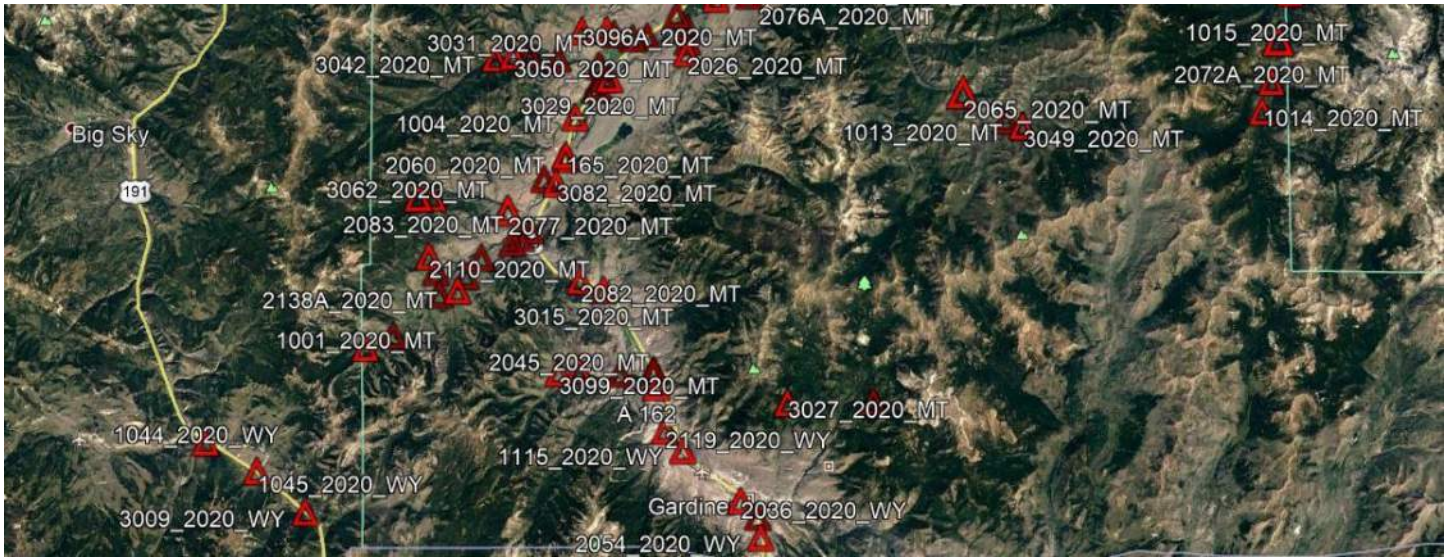 2076A_2020_MT
3031_2020_MT
3096A_2020_MT
1015_2020_MT
3042_2020_MT
3050_2020_MT
2026_2020_MT
2072A_2020_MT
3029_2020_MT
2065_2020_MT
1004_2020_MT
1013_2020_MT
1014_2020_MT
Big Sky
3049_2020_MT
2060_2020_MT
165_2020_MT
191
3062_2020_MT
3082_2020_MT
2083_2020_MT
2077_2020_MT
2110_2020_MT
2138A_2020_MT
2082_2020_MT
3015_2020_MT
1001_2020_MT
2045_2020_MT
3099_2020_MT
3027_2020_MT
A 162
1044_2020_WY
2119_2020_WY
1115_2020_WY
1045_2020_WY
Gardine
2036_2020_WY
3009_2020_WY
2054_2020_WY